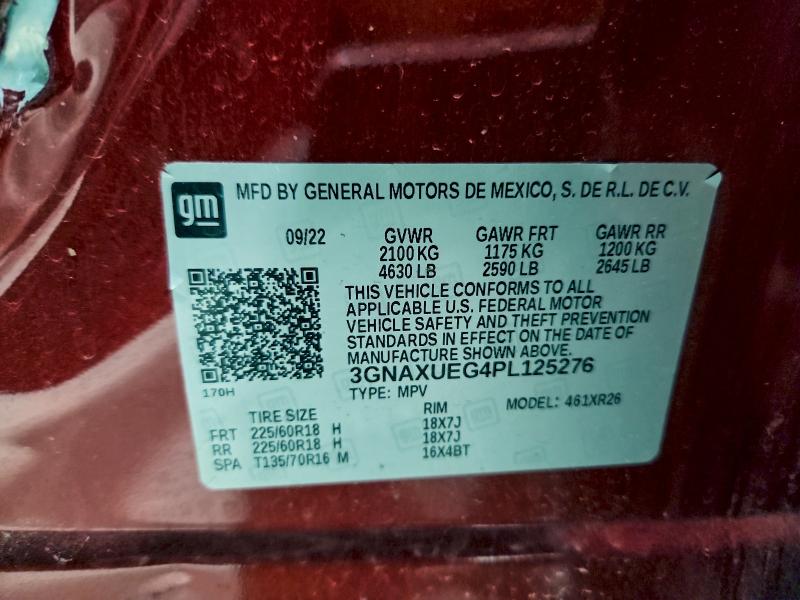 gm MFD BY GENERAL MOTORS DE MEXICO, S. DE R.L. DE C.V.
09/22 GVWR GAWR FRT GAWR RR
2100 KG 1175 KG 1200 KG
4630 LB 2590 LB 2645 LB
THIS VEHICLE CONFORMS TO ALL
APPLICABLE U.S. FEDERAL MOTOR
VEHICLE SAFETY AND THEFT PREVENTION
STANDARDS IN EFFECT ON THE DATE OF
MANUFACTURE SHOWN ABOVE.
3GNAXUEG4PL125276
170H
TYPE: MPV MODEL: 461XR26
TIRE SIZE RIM
FRT 225/60R18 H 18X7J
RR 225/60R18 H 18X7J
SPA T135/70R16 M 16X4BT